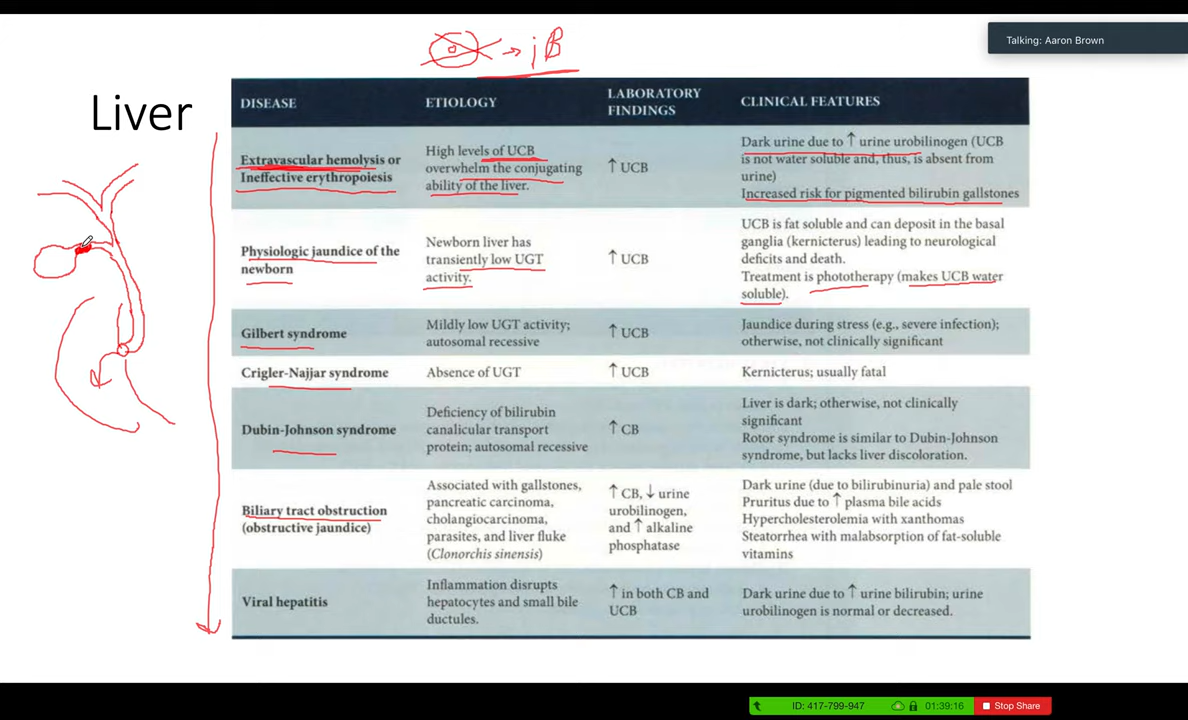 Talking: Aaron Brown
Liver
DISEASE
ETIOLOGY
LABORATORY
FINDINGS
CLINICAL FEATURES
Extravascular hemolysis or
Ineffective erythropoiesis
High levels of UCB
overwhelm the conjugating
ability of the liver.
↑ UCB
Dark urine due to ↑ urine urobilinogen (UCB
is not water soluble and, thus, is absent from
urine)
Increased risk for pigmented bilirubin gallstones
Physiologic jaundice of the
newborn
Newborn liver has
transiently low UGT
activity.
↑ UCB
UCB is fat soluble and can deposit in the basal
ganglia (kernicterus) leading to neurological
deficits and death.
Treatment is phototherapy (makes UCB water
soluble).
Gilbert syndrome
Mildly low UGT activity;
autosomal recessive
↑ UCB
Jaundice during stress (e.g., severe infection);
otherwise, not clinically significant
Crigler-Najjar syndrome
Absence of UGT
↑ UCB
Kernicterus; usually fatal
Dubin-Johnson syndrome
Deficiency of bilirubin
canalicular transport
protein; autosomal recessive
↑ CB
Liver is dark; otherwise, not clinically
significant
Rotor syndrome is similar to Dubin-Johnson
syndrome, but lacks liver discoloration.
Biliary tract obstruction
(obstructive jaundice)
Associated with gallstones,
pancreatic carcinoma,
cholangiocarcinoma,
parasites, and liver fluke
(Clonorchis sinensis)
↑ CB, ↓ urine
urobilinogen,
and ↑ alkaline
phosphatase
Dark urine (due to bilirubinuria) and pale stool
Pruritus due to ↑ plasma bile acids
Hypercholesterolemia with xanthomas
Steatorrhea with malabsorption of fat-soluble
vitamins
Viral hepatitis
Inflammation disrupts
hepatocytes and small bile
ductules.
↑ in both CB and
UCB
Dark urine due to ↑ urine bilirubin; urine
urobilinogen is normal or decreased.
ID: 417-799-947
01:39:16
Stop Share